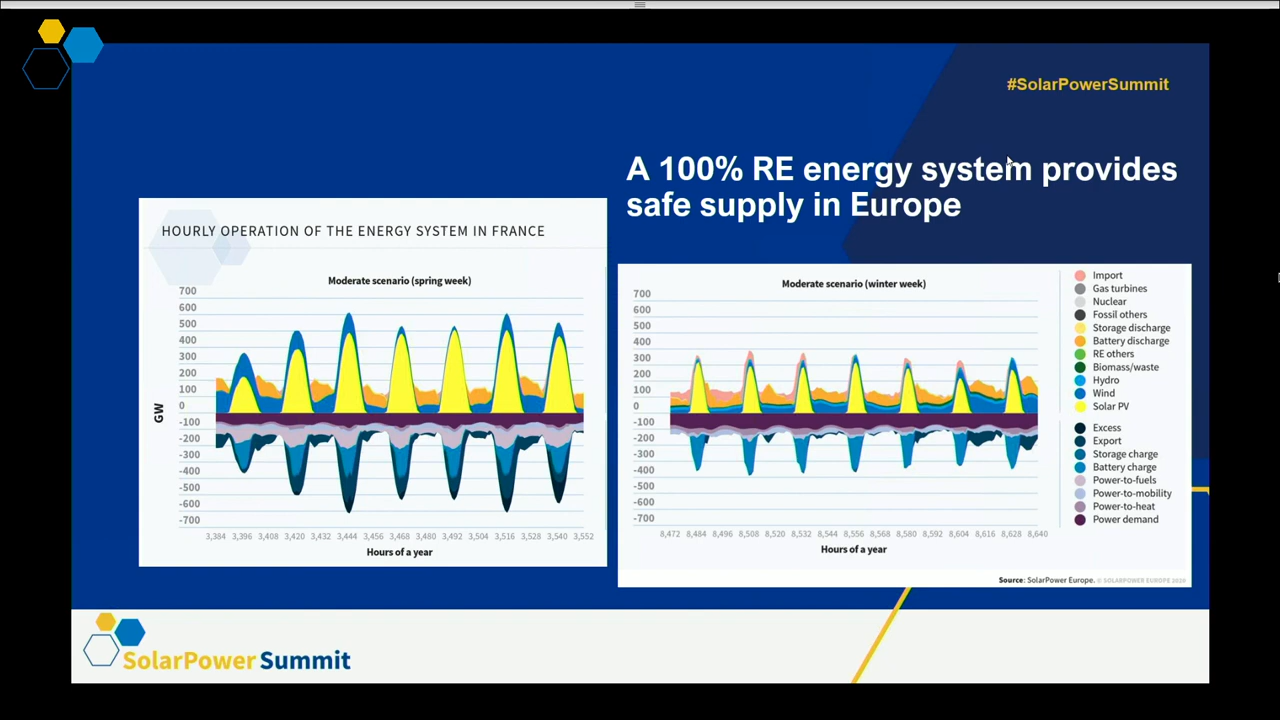 #SolarPowerSummit
A 100% RE energy system provides
safe supply in Europe
HOURLY OPERATION OF THE ENERGY SYSTEM IN FRANCE
Moderate scenario (spring week)
700
600
500
400
300
200
100
0
-100
-200
-300
-400
-500
-600
-700
GW
3,384 3,396 3,408 3,420 3,432 3,444 3,456 3,468 3,480 3,492 3,504 3,516 3,528 3,540 3,552
Hours of a year
Moderate scenario (winter week)
700
600
500
400
300
200
100
0
-100
-200
-300
-400
-500
-600
-700
8,472 8,484 8,496 8,508 8,520 8,532 8,544 8,556 8,568 8,580 8,592 8,604 8,616 8,628 8,640
Hours of a year
Import
Gas turbines
Nuclear
Fossil others
Storage discharge
Battery discharge
RE others
Biomass/waste
Hydro
Wind
Solar PV
Excess
Export
Storage charge
Battery charge
Power-to-fuels
Power-to-mobility
Power-to-heat
Power demand
Source: SolarPower Europe. © SOLARPOWER EUROPE 2020
SolarPower Summit